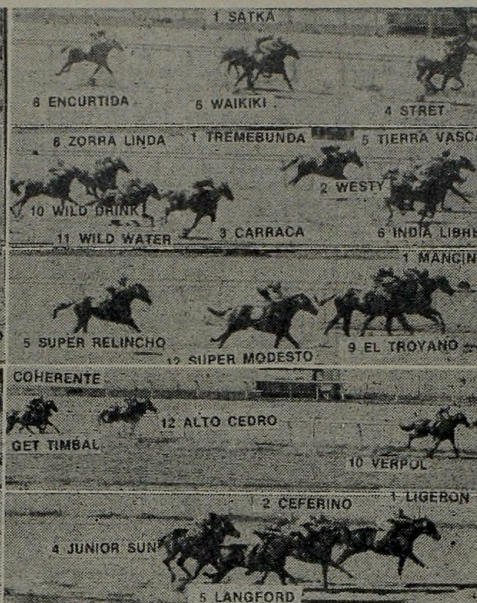 1 SATKA
8 ENCURTIDA
6 WAIKIKI
4 STRET
8 ZORRA LINDA
1 TREMEBUNDA
5 TIERRA VASCA
2 WESTY
10 WILD DRINK
11 WILD WATER
3 CARRACA
6 INDIA LIBRE
1 MANCIN
5 SUPER RELINCHO
12 SUPER MODESTO
9 EL TROYANO
COHERENTE
12 ALTO CEDRO
GET TIMBAL
10 VERPOL
2 CEFERINO
1 LIGERON
4 JUNIOR SUN
5 LANGFORD